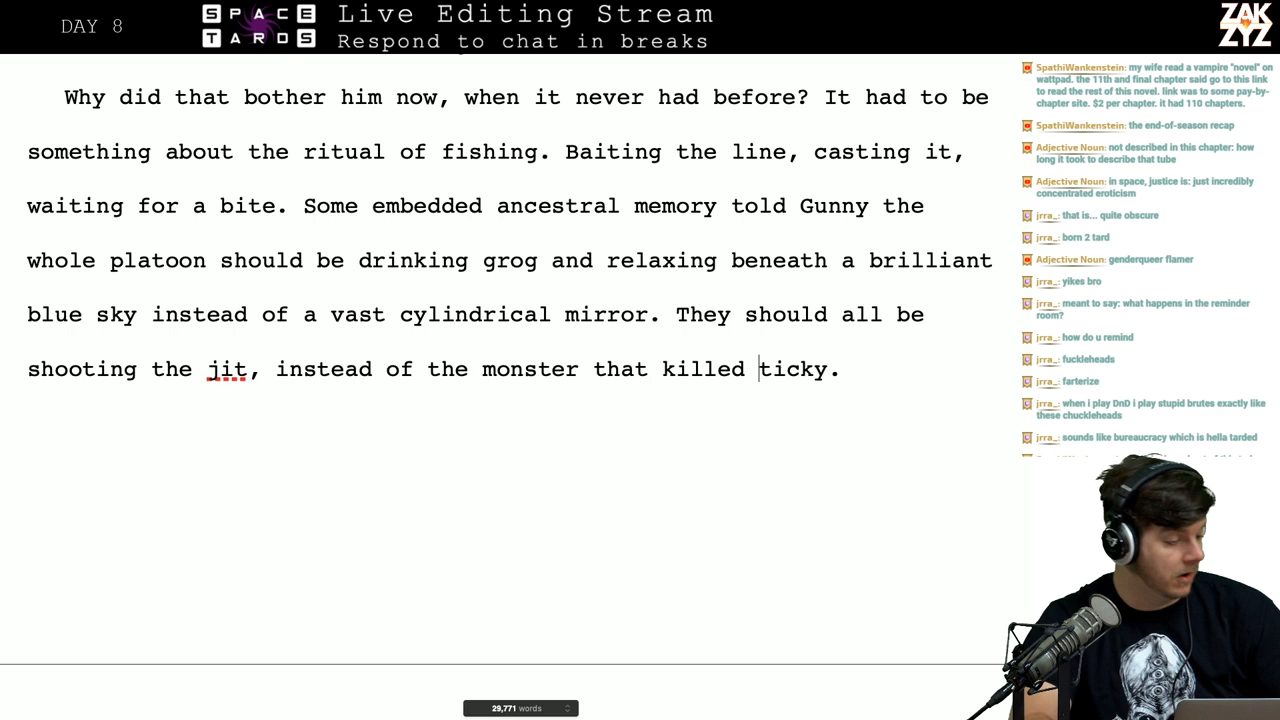 DAY 8
SPACE
TARDS
Live Editing Stream
Respond to chat in breaks
ZAK
ZYZ
Why did that bother him now, when it never had before? It had to be
something about the ritual of fishing. Baiting the line, casting it,
waiting for a bite. Some embedded ancestral memory told Gunny the
whole platoon should be drinking grog and relaxing beneath a brilliant
blue sky instead of a vast cylindrical mirror. They should all be
shooting the jit, instead of the monster that killed ticky.
29,771 words
SpathiWankenstein: my wife read a vampire "novel" on
wattpad. the 11th and final chapter said go to this link
to read the rest of this novel. link was to some pay-by-
chapter site. $2 per chapter. it had 110 chapters.
SpathiWankenstein: the end-of-season recap
Adjective Noun: not described in this chapter: how
long it took to describe that tube
Adjective Noun: in space, justice is: just incredibly
concentrated eroticism
jrra_: that is... quite obscure
jrra_: born 2 tard
Adjective Noun: genderqueer flamer
jrra_: yikes bro
jrra_: meant to say: what happens in the reminder
room?
jrra_: how do u remind
jrra_: fuckleheads
jrra_: farterize
jrra_: when i play DnD i play stupid brutes exactly like
these chuckleheads
jrra_: sounds like bureaucracy which is hella tarded